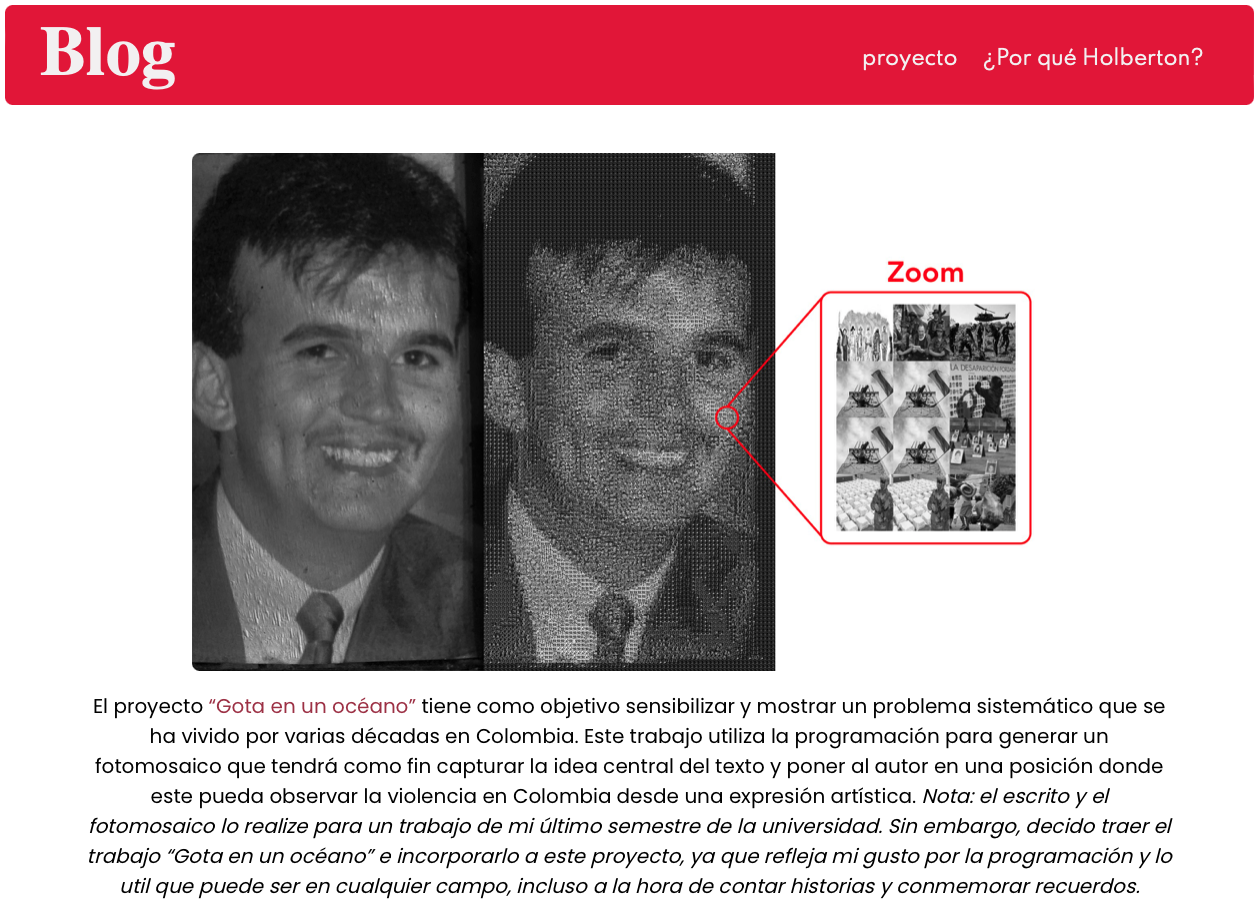 Blog
proyecto ¿Por qué Holberton?
Zoom
LA DESAPARICIÓN
El proyecto “Gota en un océano” tiene como objetivo sensibilizar y mostrar un problema sistemático que se
ha vivido por varias décadas en Colombia. Este trabajo utiliza la programación para generar un
fotomosaico que tendrá como fin capturar la idea central del texto y poner al autor en una posición donde
este pueda observar la violencia en Colombia desde una expresión artística. Nota: el escrito y el
fotomosaico lo realize para un trabajo de mi último semestre de la universidad. Sin embargo, decido traer el
trabajo “Gota en un océano” e incorporarlo a este proyecto, ya que refleja mi gusto por la programación y lo
util que puede ser en cualquier campo, incluso a la hora de contar historias y conmemorar recuerdos.